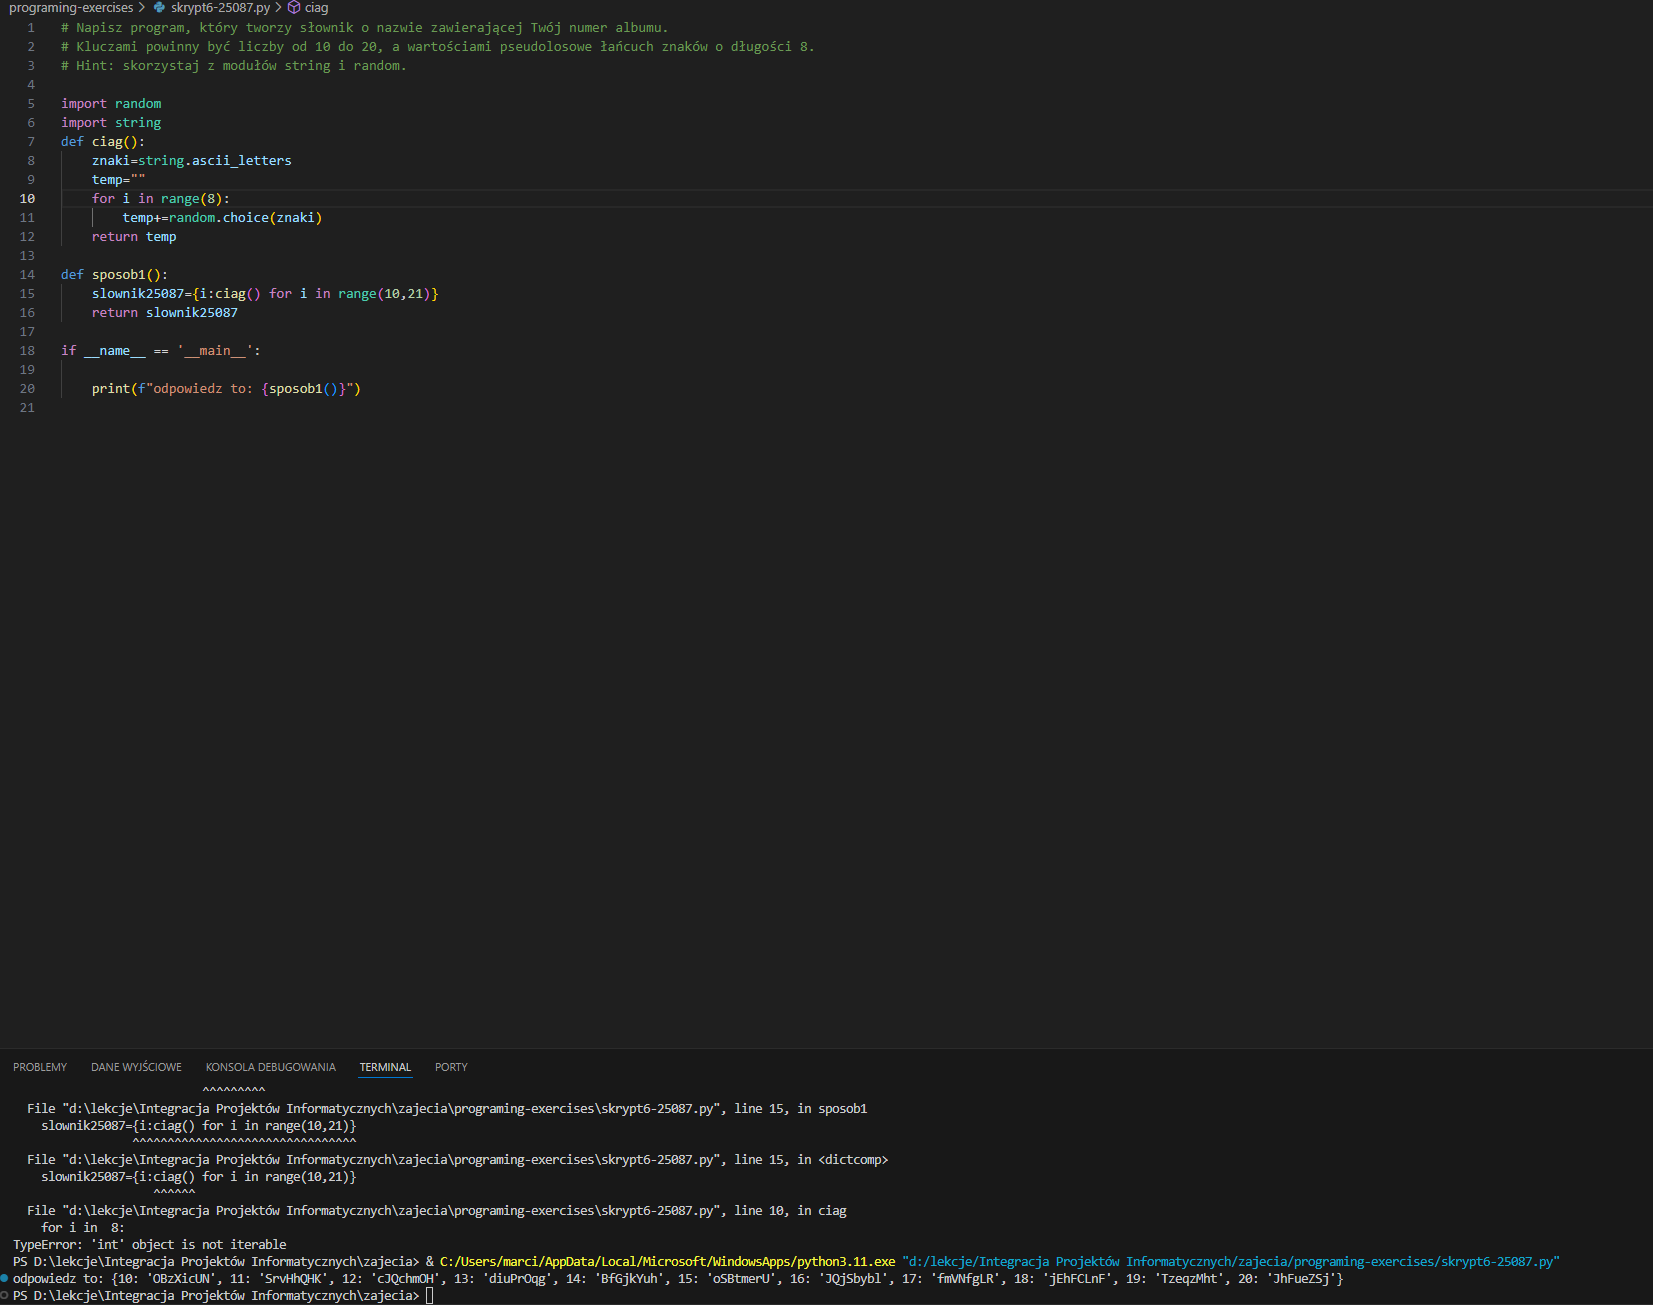 programing-exercises > skrypt6-25087.py > ciag
1 # Napisz program, który tworzy słownik o nazwie zawierającej Twój numer albumu.
2 # Kluczami powinny być liczby od 10 do 20, a wartościami pseudolosowe łańcuch znaków o długości 8.
3 # Hint: skorzystaj z modułów string i random.
4
5 import random
6 import string
7 def ciag():
8     znaki=string.ascii_letters
9     temp=""
10     for i in range(8):
11         temp+=random.choice(znaki)
12     return temp
13
14 def sposob1():
15     slownik25087={i:ciag() for i in range(10,21)}
16     return slownik25087
17
18 if __name__ == '__main__':
19
20     print(f"odpowiedz to: {sposob1()}")
21
PROBLEMY DANE WYJŚCIOWE KONSOLA DEBUGOWANIA TERMINAL PORTY
^^^^^^^^^
File "d:\lekcje\Integracja Projektów Informatycznych\zajecia\programing-exercises\skrypt6-25087.py", line 15, in sposob1
slownik25087={i:ciag() for i in range(10,21)}
^^^^^^^^^^^^^^^^^^^^^^^^^^^^^^^^
File "d:\lekcje\Integracja Projektów Informatycznych\zajecia\programing-exercises\skrypt6-25087.py", line 15, in <dictcomp>
slownik25087={i:ciag() for i in range(10,21)}
^^^^^^
File "d:\lekcje\Integracja Projektów Informatycznych\zajecia\programing-exercises\skrypt6-25087.py", line 10, in ciag
for i in  8:
TypeError: 'int' object is not iterable
PS D:\lekcje\Integracja Projektów Informatycznych\zajecia> & C:/Users/marci/AppData/Local/Microsoft/WindowsApps/python3.11.exe "d:/lekcje/Integracja Projektów Informatycznych/zajecia/programing-exercises/skrypt6-25087.py"
odpowiedz to: {10: 'OBzXicUN', 11: 'SrvHhQHK', 12: 'cJQchmOH', 13: 'diuPrOqg', 14: 'BfGjkYuh', 15: 'oSBtmerU', 16: 'JQjSbybl', 17: 'fmVNfgLR', 18: 'jEhFCLnF', 19: 'TzeqzMht', 20: 'JhFueZSj'}
PS D:\lekcje\Integracja Projektów Informatycznych\zajecia>